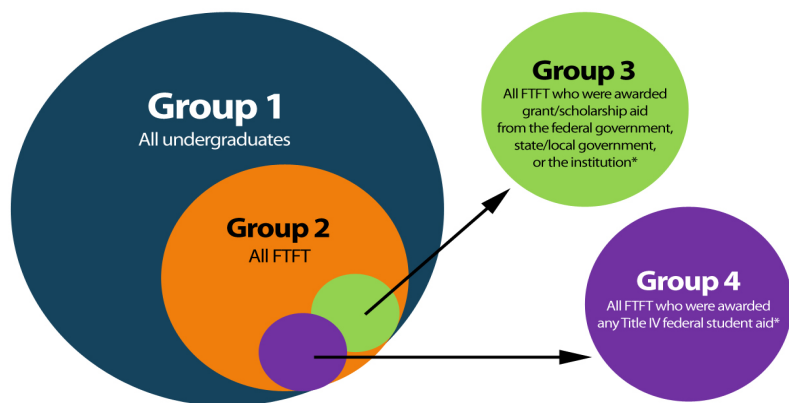 Group 1
All undergraduates
Group 2
All FTFT
Group 3
All FTFT who were awarded
grant/scholarship aid
from the federal government,
state/local government,
or the institution*
Group 4
All FTFT who were awarded
any Title IV federal student aid*